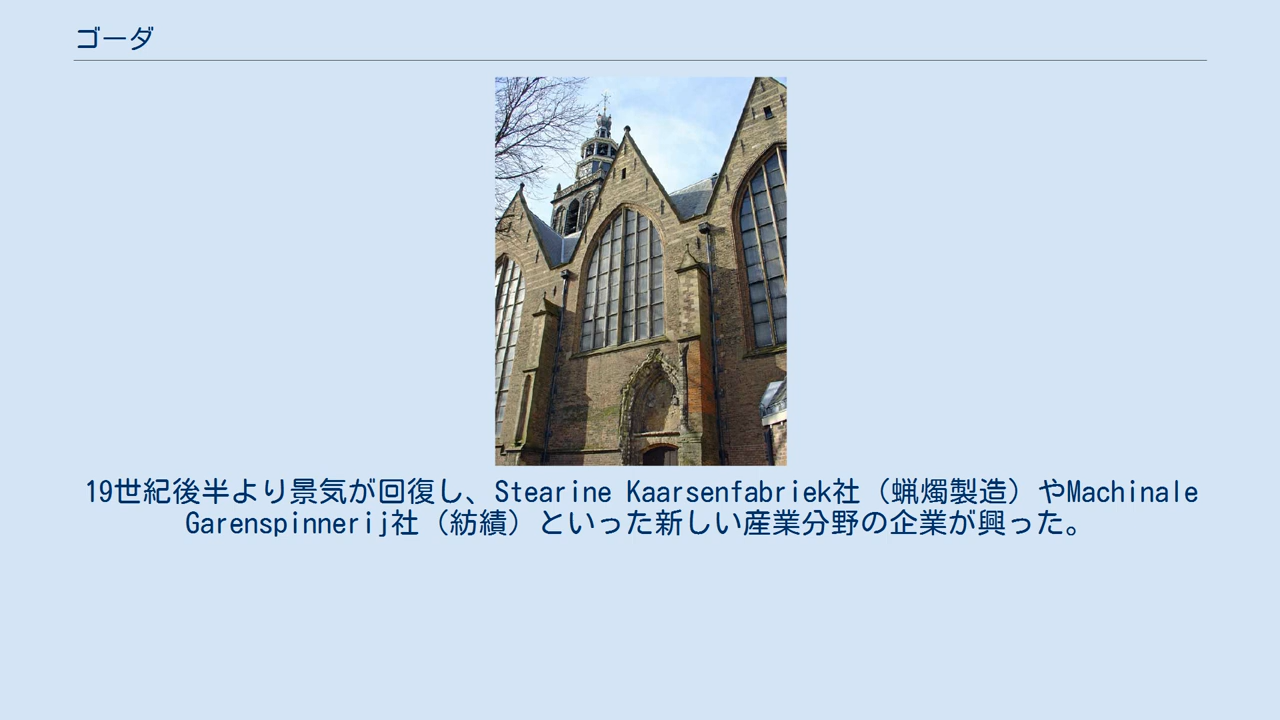 ゴーダ
19世紀後半より景気が回復し、Stearine Kaarsenfabriek社（蝋燭製造）やMachinale
Garenspinnerij社（紡績）といった新しい産業分野の企業が興った。